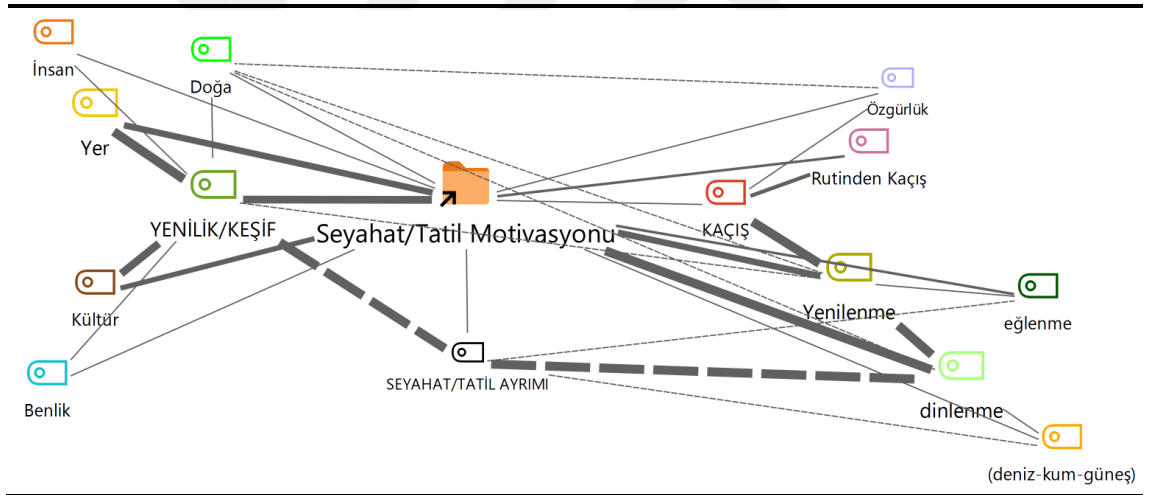 İnsan
Doğa
Özgürlük
Yer
Rutinden Kaçış
YENİLİK/KEŞİF
Seyahat/Tatil Motivasyonu
KAÇIŞ
Kültür
Yenilenme
eğlenme
SEYAHAT/TATİL AYRIMI
Benlik
dinlenme
(deniz-kum-güneş)